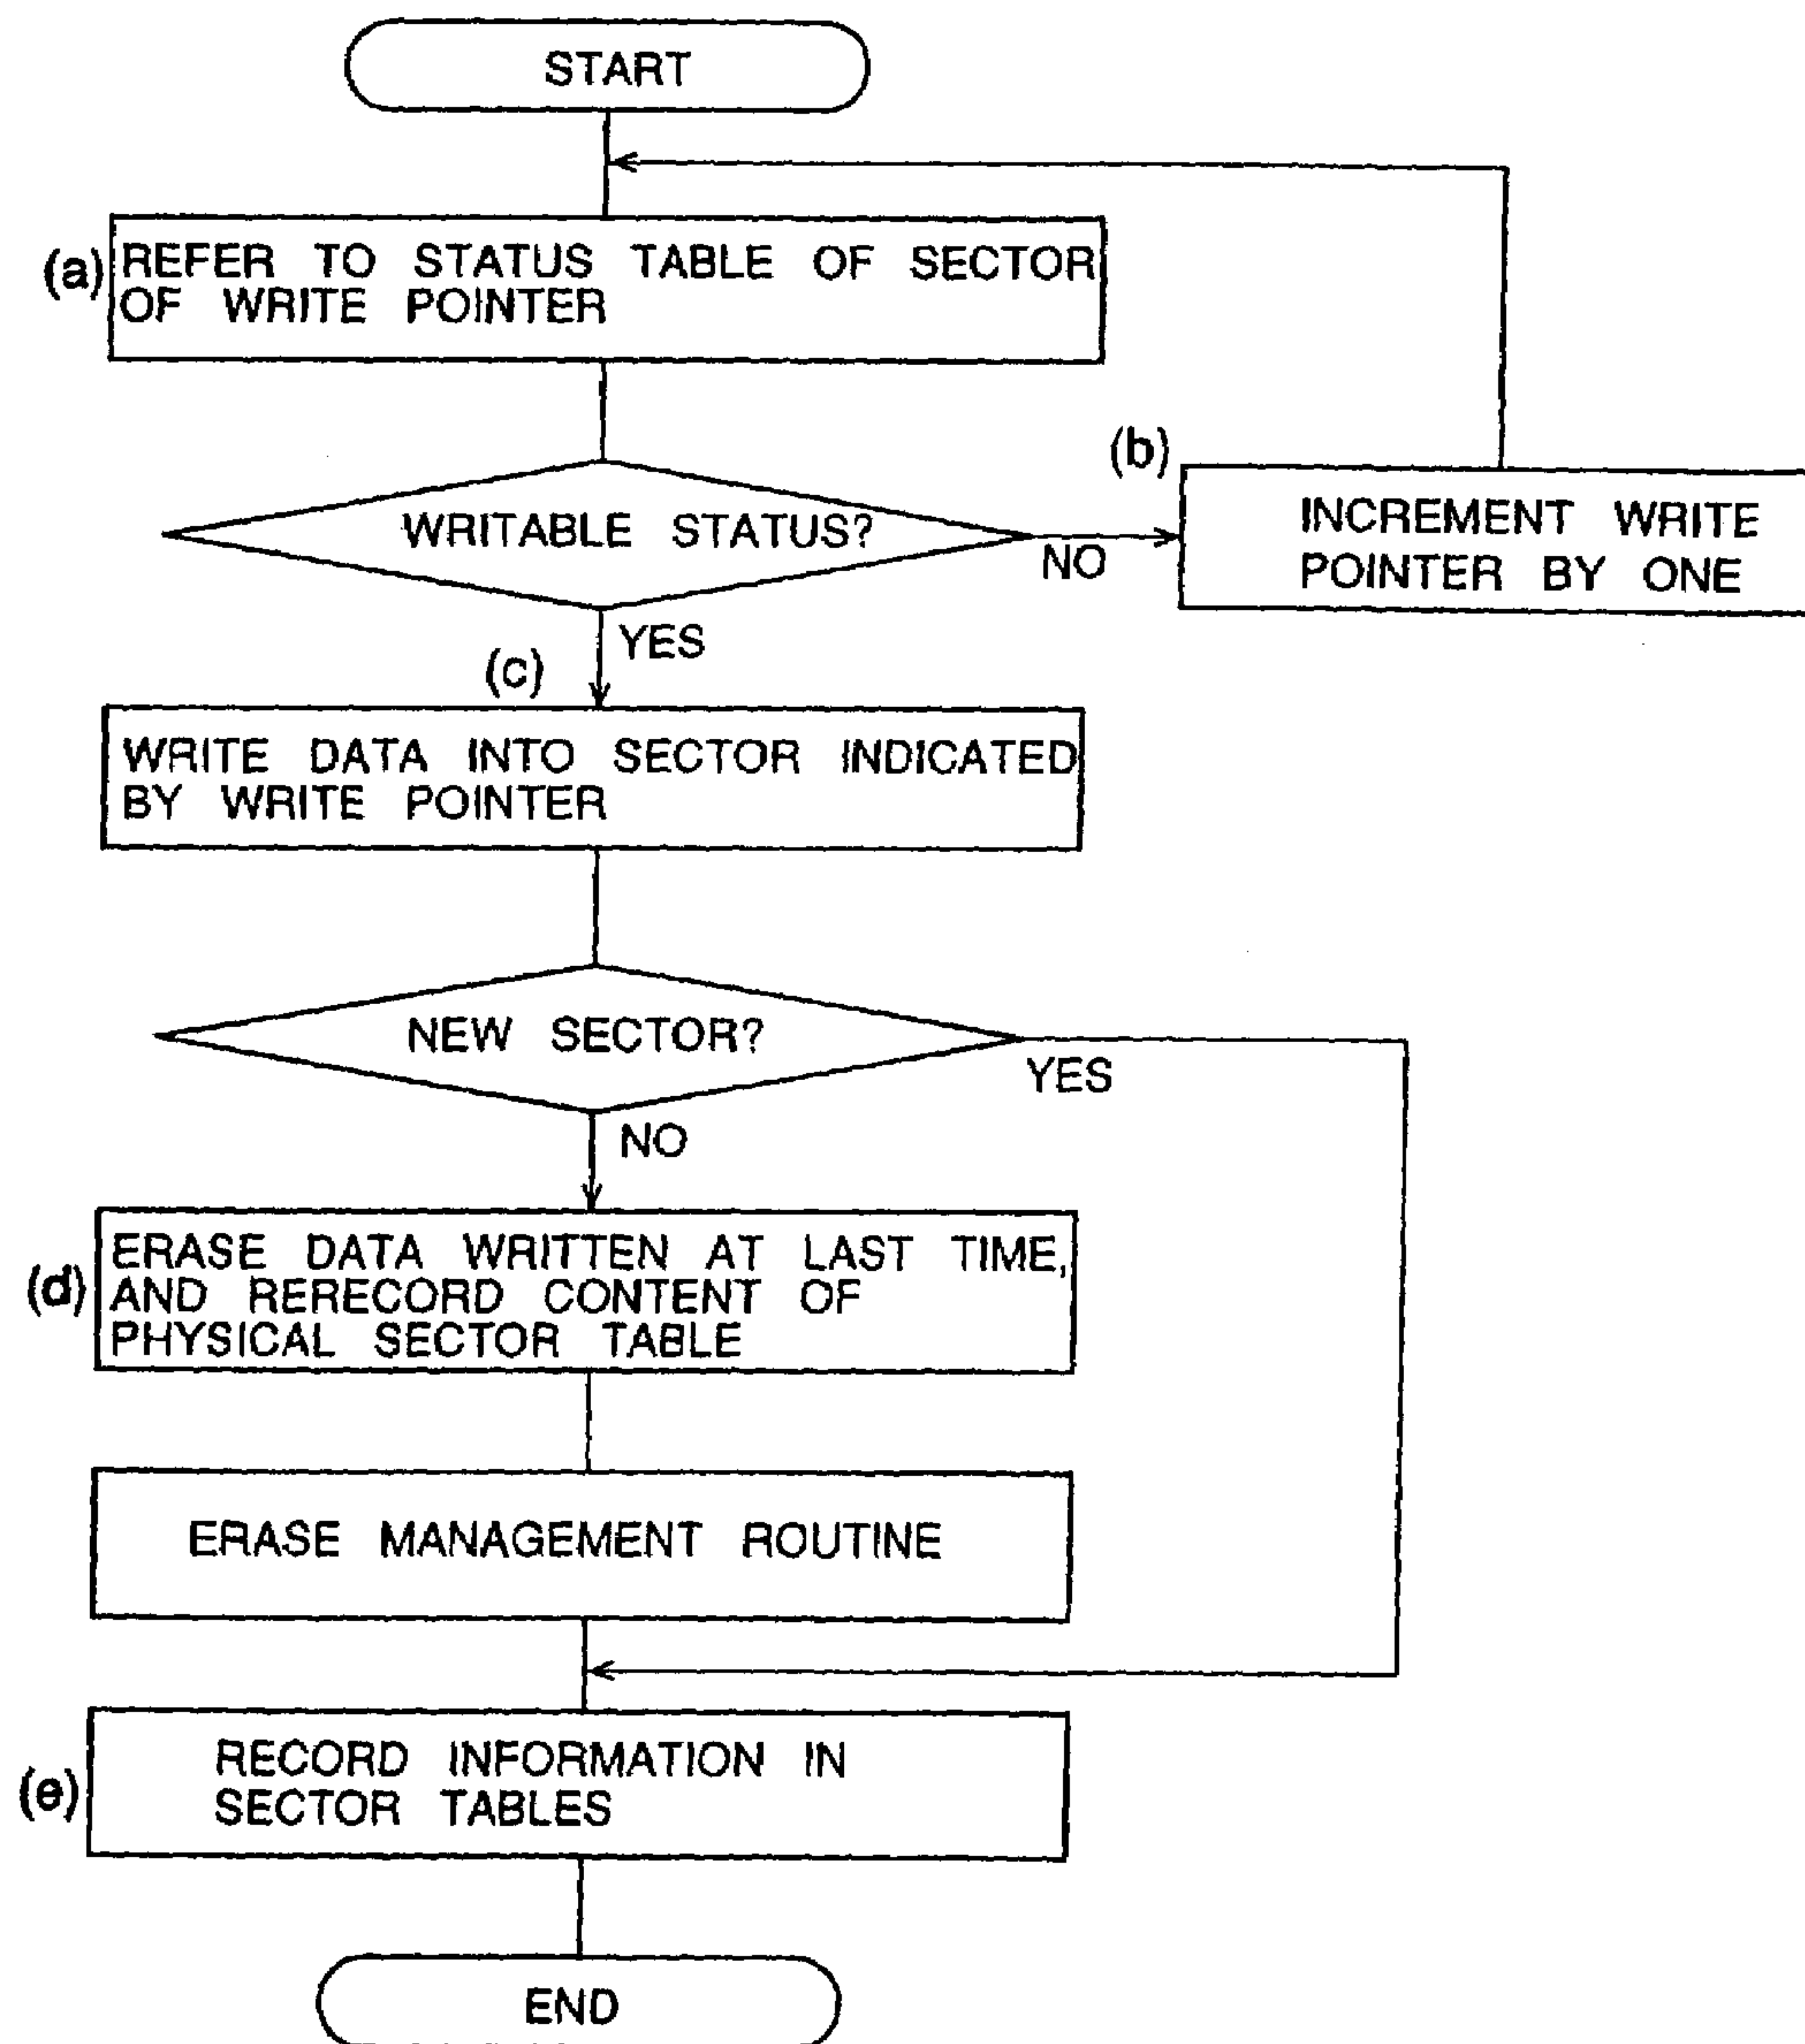 START
(a)
REFER TO STATUS TABLE OF SECTOR
OF WRITE POINTER
WRITABLE STATUS?
NO
(b)
INCREMENT WRITE
POINTER BY ONE
YES
(c)
WRITE DATA INTO SECTOR INDICATED
BY WRITE POINTER
NEW SECTOR?
YES
NO
(d)
ERASE DATA WRITTEN AT LAST TIME,
AND RERECORD CONTENT OF
PHYSICAL SECTOR TABLE
ERASE MANAGEMENT ROUTINE
(e)
RECORD INFORMATION IN
SECTOR TABLES
END